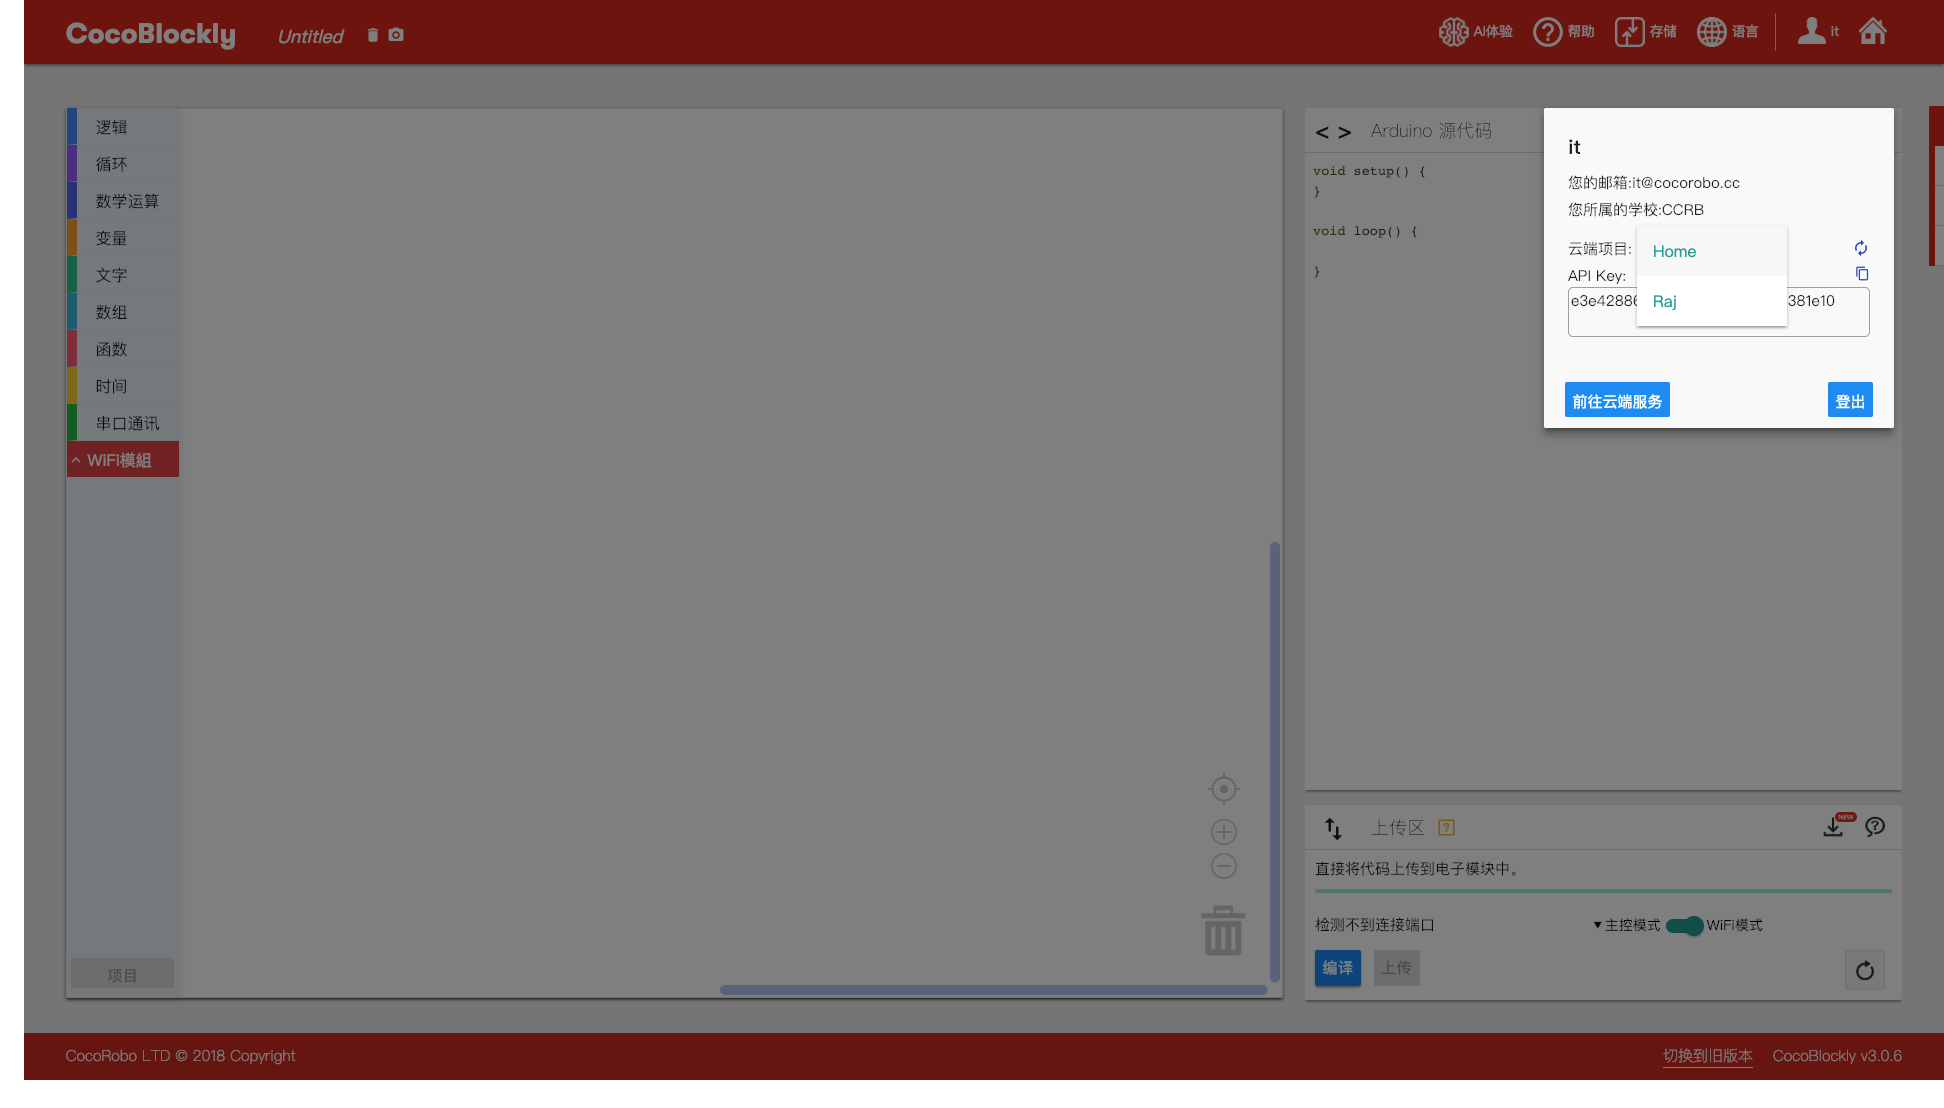 CocoBlockly
Untitled
AI体验
帮助
存储
语言
it
逻辑
循环
数学运算
变量
文字
数组
函数
时间
串口通讯
WiFi模組
项目
< > Arduino 源代码
void setup() {
}
void loop() {
}
it
您的邮箱:it@cocorobo.cc
您所属的学校:CCRB
云端项目:
Home
API Key:
Raj
前往云端服务
登出
上传区
?
NEW
直接将代码上传到电子模块中。
检测不到连接端口
▾主控模式
WiFi模式
编译
上传
CocoRobo LTD © 2018 Copyright
切换到旧版本
CocoBlockly v3.0.6